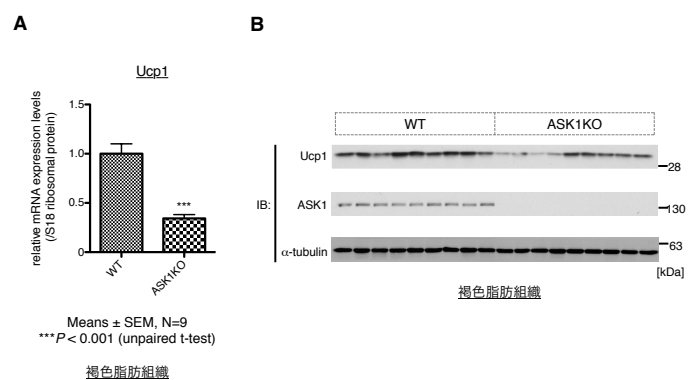 A
Ucp1
relative mRNA expression levels
(/S18 ribosomal protein)
1.5
1.0
0.5
0.0
***
WT
ASK1KO
Means ± SEM, N=9
***P < 0.001 (unpaired t-test)
褐色脂肪組織
B
WT ASK1KO
IB:
Ucp1
28
ASK1
130
α-tubulin
63
[kDa]
褐色脂肪組織